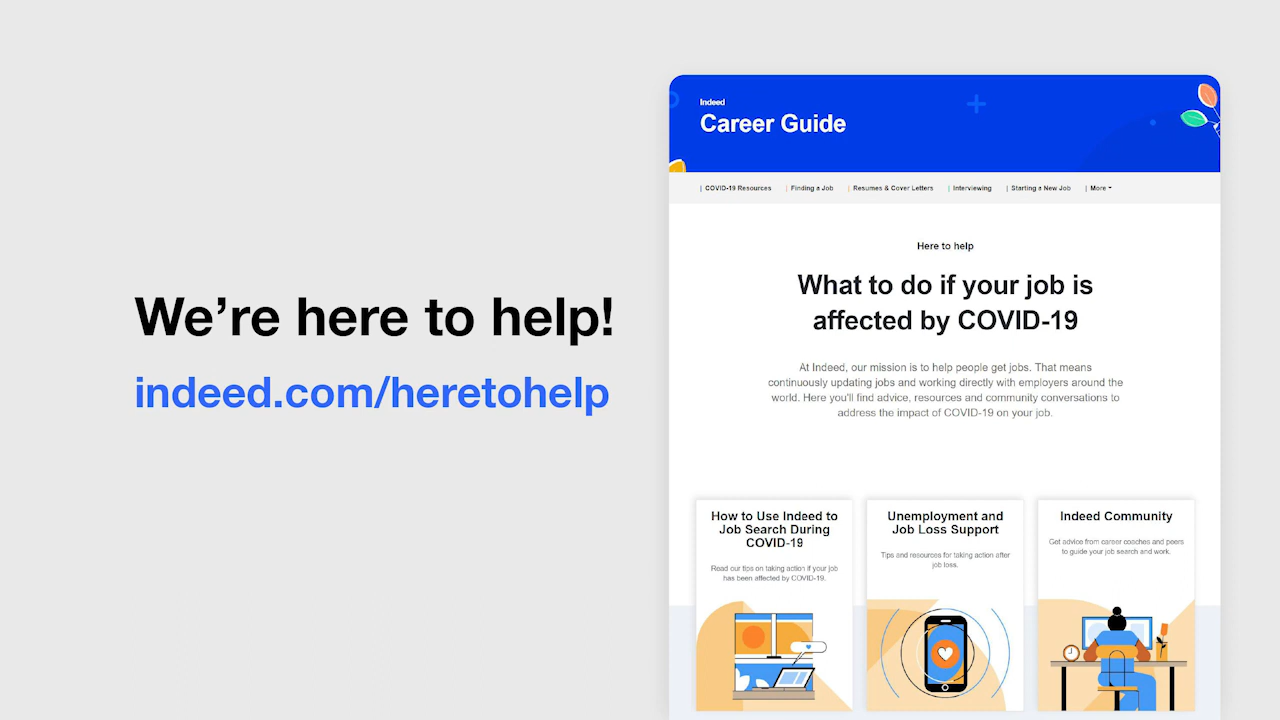 We're here to help!
indeed.com/heretohelp
Indeed
Career Guide
COVID-19 Resources
Finding a Job
Resumes & Cover Letters
Interviewing
Starting a New Job
More
Here to help
What to do if your job is
affected by COVID-19
At Indeed, our mission is to help people get jobs. That means
continuously updating jobs and working directly with employers around the
world. Here you'll find advice, resources and community conversations to
address the impact of COVID-19 on your job.
How to Use Indeed to
Job Search During
COVID-19
Read our tips on taking action if your job
has been affected by COVID-19.
Unemployment and
Job Loss Support
Tips and resources for taking action after
job loss.
Indeed Community
Get advice from career coaches and peers
to guide your job search and work.